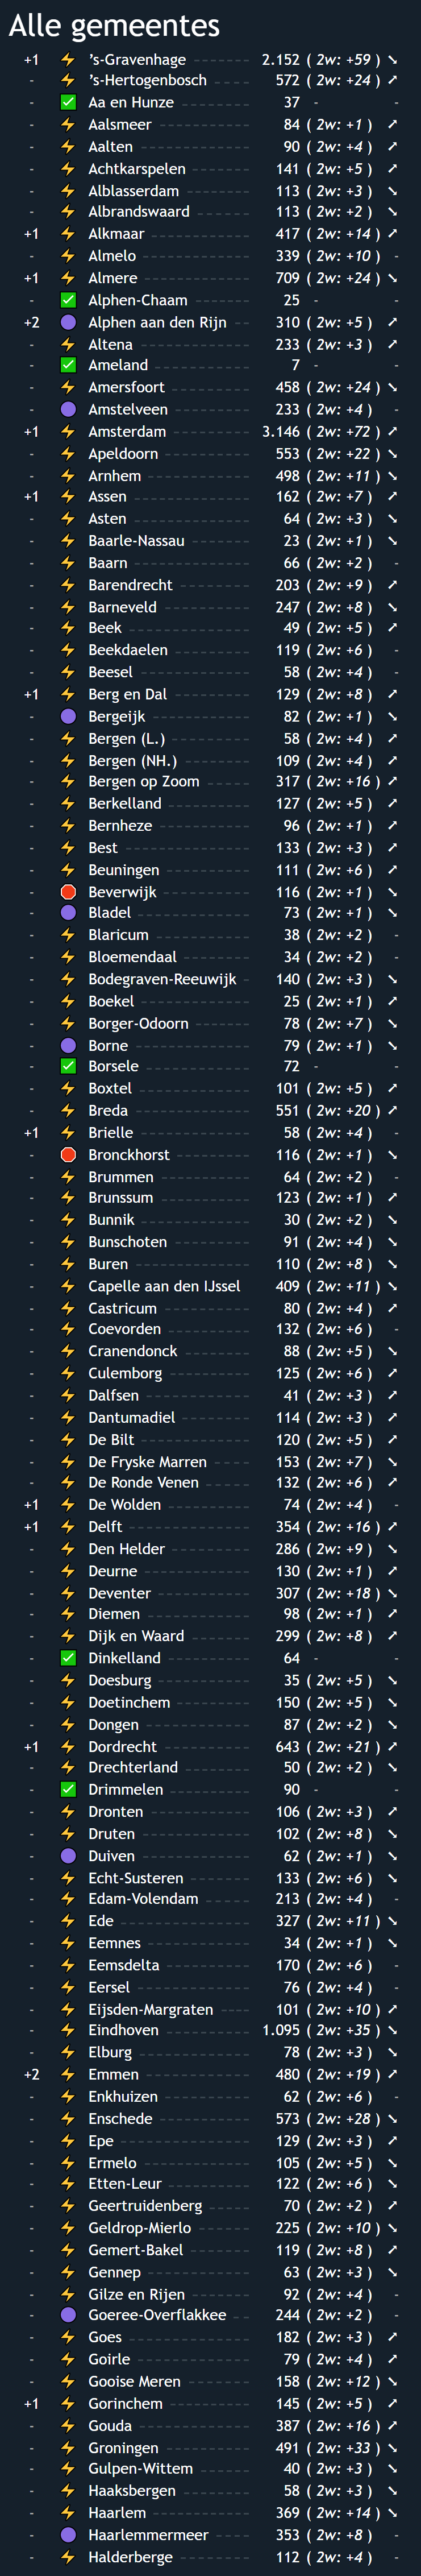 Alle gemeentes
+1 's-Gravenhage 2.152 ( 2w: +59 ) ↘
- 's-Hertogenbosch 572 ( 2w: +24 ) ↗
- Aa en Hunze 37 - -
- Aalsmeer 84 ( 2w: +1 ) ↗
- Aalten 90 ( 2w: +4 ) ↗
- Achtkarspelen 141 ( 2w: +5 ) ↗
- Alblasserdam 113 ( 2w: +3 ) ↘
- Albrandswaard 113 ( 2w: +2 ) ↘
+1 Alkmaar 417 ( 2w: +14 ) ↗
- Almelo 339 ( 2w: +10 ) -
+1 Almere 709 ( 2w: +24 ) ↘
- Alphen-Chaam 25 - -
+2 Alphen aan den Rijn 310 ( 2w: +5 ) ↗
- Altena 233 ( 2w: +3 ) ↗
- Ameland 7 - -
- Amersfoort 458 ( 2w: +24 ) ↘
- Amstelveen 233 ( 2w: +4 ) -
+1 Amsterdam 3.146 ( 2w: +72 ) ↗
- Apeldoorn 553 ( 2w: +22 ) ↘
- Arnhem 498 ( 2w: +11 ) ↘
+1 Assen 162 ( 2w: +7 ) ↗
- Asten 64 ( 2w: +3 ) ↘
- Baarle-Nassau 23 ( 2w: +1 ) ↘
- Baarn 66 ( 2w: +2 ) -
- Barendrecht 203 ( 2w: +9 ) ↗
- Barneveld 247 ( 2w: +8 ) ↘
- Beek 49 ( 2w: +5 ) ↗
- Beekdaelen 119 ( 2w: +6 ) -
- Beesel 58 ( 2w: +4 ) -
+1 Berg en Dal 129 ( 2w: +8 ) ↗
- Bergeijk 82 ( 2w: +1 ) ↘
- Bergen (L.) 58 ( 2w: +4 ) ↗
- Bergen (NH.) 109 ( 2w: +4 ) ↗
- Bergen op Zoom 317 ( 2w: +16 ) ↗
- Berkelland 127 ( 2w: +5 ) ↗
- Bernheze 96 ( 2w: +1 ) ↗
- Best 133 ( 2w: +3 ) ↗
- Beuningen 111 ( 2w: +6 ) ↗
- Beverwijk 116 ( 2w: +1 ) ↘
- Bladel 73 ( 2w: +1 ) ↘
- Blaricum 38 ( 2w: +2 ) -
- Bloemendaal 34 ( 2w: +2 ) -
- Bodegraven-Reeuwijk 140 ( 2w: +3 ) ↘
- Boekel 25 ( 2w: +1 ) ↗
- Borger-Odoorn 78 ( 2w: +7 ) ↘
- Borne 79 ( 2w: +1 ) ↘
- Borsele 72 - -
- Boxtel 101 ( 2w: +5 ) ↗
- Breda 551 ( 2w: +20 ) ↗
+1 Brielle 58 ( 2w: +4 ) -
- Bronckhorst 116 ( 2w: +1 ) ↘
- Brummen 64 ( 2w: +2 ) -
- Brunssum 123 ( 2w: +1 ) ↗
- Bunnik 30 ( 2w: +2 ) ↘
- Bunschoten 91 ( 2w: +4 ) ↘
- Buren 110 ( 2w: +8 ) ↘
- Capelle aan den IJssel 409 ( 2w: +11 ) ↘
- Castricum 80 ( 2w: +4 ) ↗
- Coevorden 132 ( 2w: +6 ) -
- Cranendonck 88 ( 2w: +5 ) ↘
- Culemborg 125 ( 2w: +6 ) ↗
- Dalfsen 41 ( 2w: +3 ) ↗
- Dantumadiel 114 ( 2w: +3 ) ↗
- De Bilt 120 ( 2w: +5 ) ↗
- De Fryske Marren 153 ( 2w: +7 ) ↘
- De Ronde Venen 132 ( 2w: +6 ) ↗
+1 De Wolden 74 ( 2w: +4 ) -
+1 Delft 354 ( 2w: +16 ) ↗
- Den Helder 286 ( 2w: +9 ) ↘
- Deurne 130 ( 2w: +1 ) ↗
- Deventer 307 ( 2w: +18 ) ↘
- Diemen 98 ( 2w: +1 ) ↗
- Dijk en Waard 299 ( 2w: +8 ) ↗
- Dinkelland 64 - -
- Doesburg 35 ( 2w: +5 ) ↘
- Doetinchem 150 ( 2w: +5 ) ↘
- Dongen 87 ( 2w: +2 ) ↘
+1 Dordrecht 643 ( 2w: +21 ) ↗
- Drechterland 50 ( 2w: +2 ) ↘
- Drimmelen 90 - -
- Dronten 106 ( 2w: +3 ) ↗
- Druten 102 ( 2w: +8 ) ↘
- Duiven 62 ( 2w: +1 ) ↘
- Echt-Susteren 133 ( 2w: +6 ) ↘
- Edam-Volendam 213 ( 2w: +4 ) -
- Ede 327 ( 2w: +11 ) ↘
- Eemnes 34 ( 2w: +1 ) ↘
- Eemsdelta 170 ( 2w: +6 ) -
- Eersel 76 ( 2w: +4 ) -
- Eijsden-Margraten 101 ( 2w: +10 ) ↗
- Eindhoven 1.095 ( 2w: +35 ) ↘
- Elburg 78 ( 2w: +3 ) ↘
+2 Emmen 480 ( 2w: +19 ) ↗
- Enkhuizen 62 ( 2w: +6 ) -
- Enschede 573 ( 2w: +28 ) ↘
- Epe 129 ( 2w: +3 ) ↗
- Ermelo 105 ( 2w: +5 ) ↘
- Etten-Leur 122 ( 2w: +6 ) ↘
- Geertruidenberg 70 ( 2w: +2 ) ↗
- Geldrop-Mierlo 225 ( 2w: +10 ) ↘
- Gemert-Bakel 119 ( 2w: +8 ) ↗
- Gennep 63 ( 2w: +3 ) ↘
- Gilze en Rijen 92 ( 2w: +4 ) -
- Goeree-Overflakkee 244 ( 2w: +2 ) -
- Goes 182 ( 2w: +3 ) ↗
- Goirle 79 ( 2w: +4 ) ↗
- Gooise Meren 158 ( 2w: +12 ) ↘
+1 Gorinchem 145 ( 2w: +5 ) ↗
- Gouda 387 ( 2w: +16 ) ↗
- Groningen 491 ( 2w: +33 ) ↘
- Gulpen-Wittem 40 ( 2w: +3 ) ↘
- Haaksbergen 58 ( 2w: +3 ) ↘
- Haarlem 369 ( 2w: +14 ) ↘
- Haarlemmermeer 353 ( 2w: +8 ) -
- Halderberge 112 ( 2w: +4 ) -